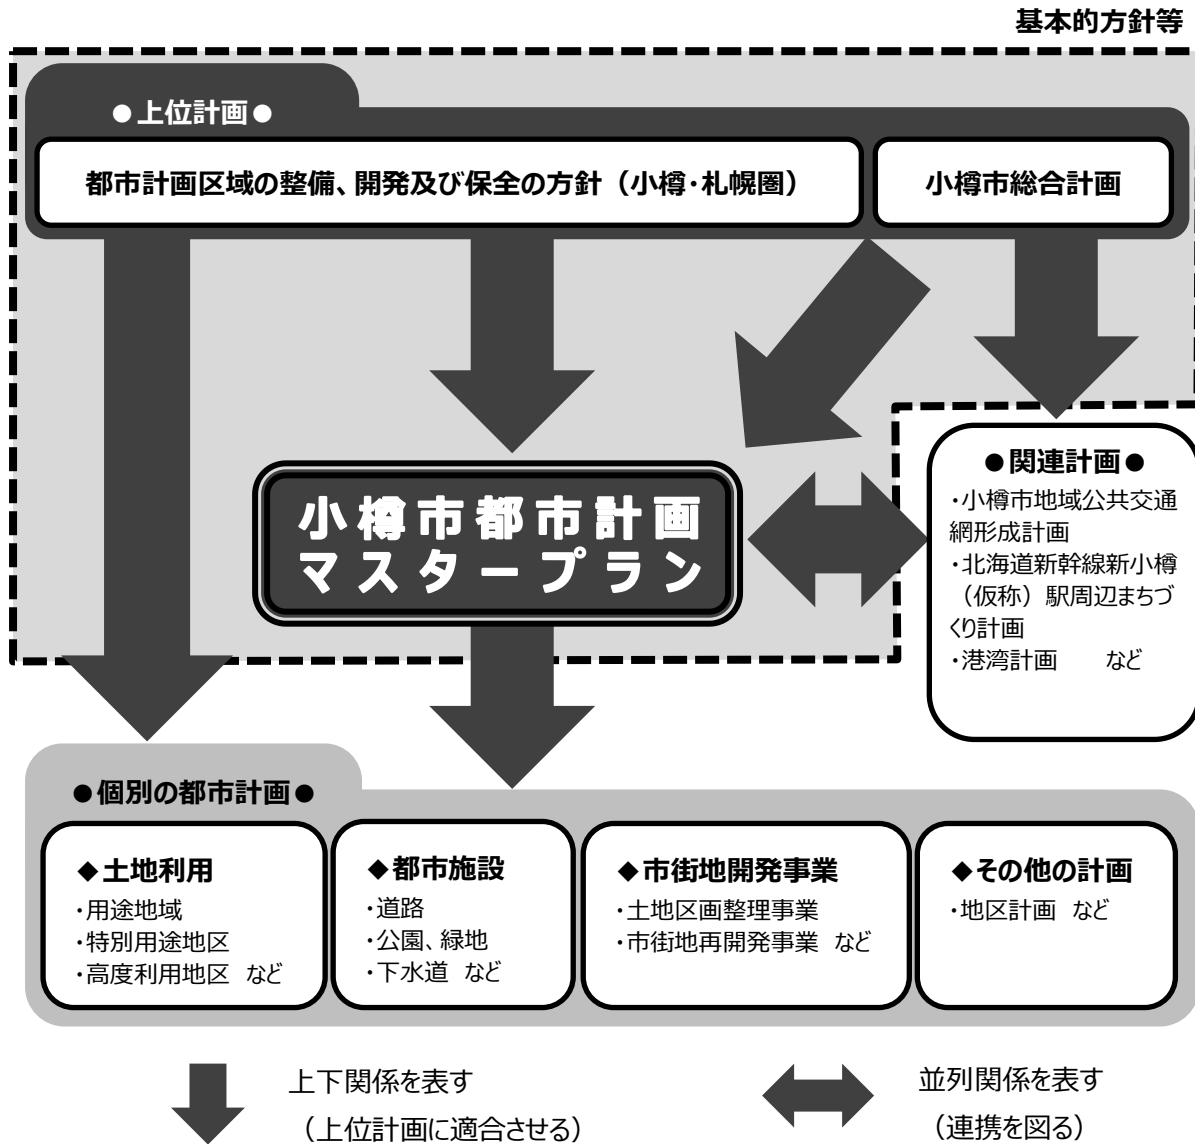 基本的方針等
●上位計画●
都市計画区域の整備、開発及び保全の方針（小樽・札幌圏）
小樽市総合計画
小樽市都市計画
マスタープラン
●関連計画●
・小樽市地域公共交通
網形成計画
・北海道新幹線新小樽
（仮称）駅周辺まちづ
くり計画
・港湾計画　など
●個別の都市計画●
◆土地利用
・用途地域
・特別用途地区
・高度利用地区 など
◆都市施設
・道路
・公園、緑地
・下水道 など
◆市街地開発事業
・土地区画整理事業
・市街地再開発事業 など
◆その他の計画
・地区計画 など
上下関係を表す
（上位計画に適合させる）
並列関係を表す
（連携を図る）